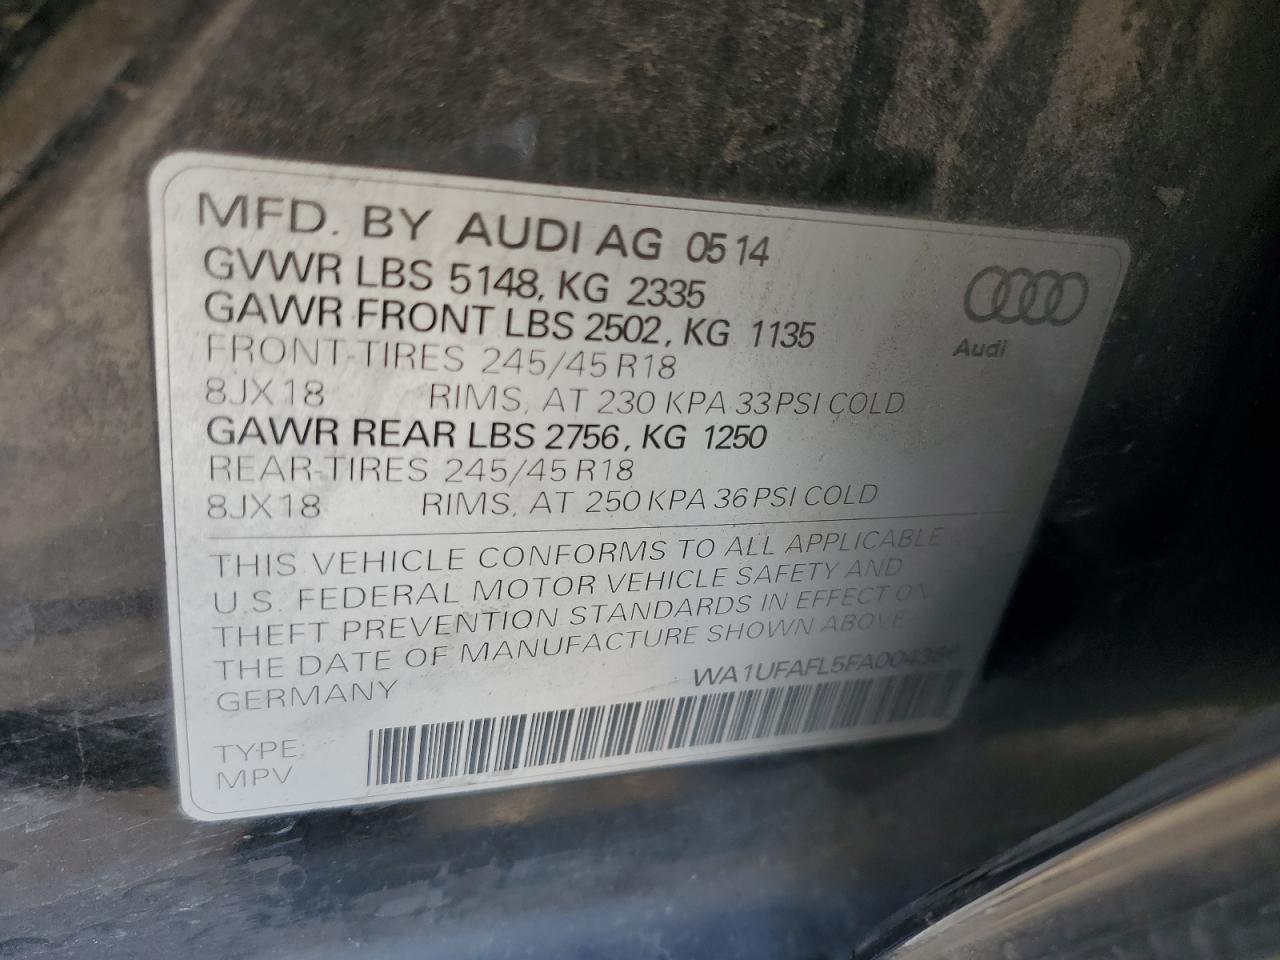 MFD. BY AUDI AG 05 14
GVWR LBS 5148, KG 2335
GAWR FRONT LBS 2502, KG 1135
FRONT-TIRES 245/45 R18
8JX18 RIMS, AT 230 KPA 33 PSI COLD
GAWR REAR LBS 2756, KG 1250
REAR-TIRES 245/45 R18
8JX18 RIMS, AT 250 KPA 36 PSI COLD
Audi
THIS VEHICLE CONFORMS TO ALL APPLICABLE
U.S. FEDERAL MOTOR VEHICLE SAFETY AND
THEFT PREVENTION STANDARDS IN EFFECT ON
THE DATE OF MANUFACTURE SHOWN ABOVE
GERMANY
TYPE:
MPV